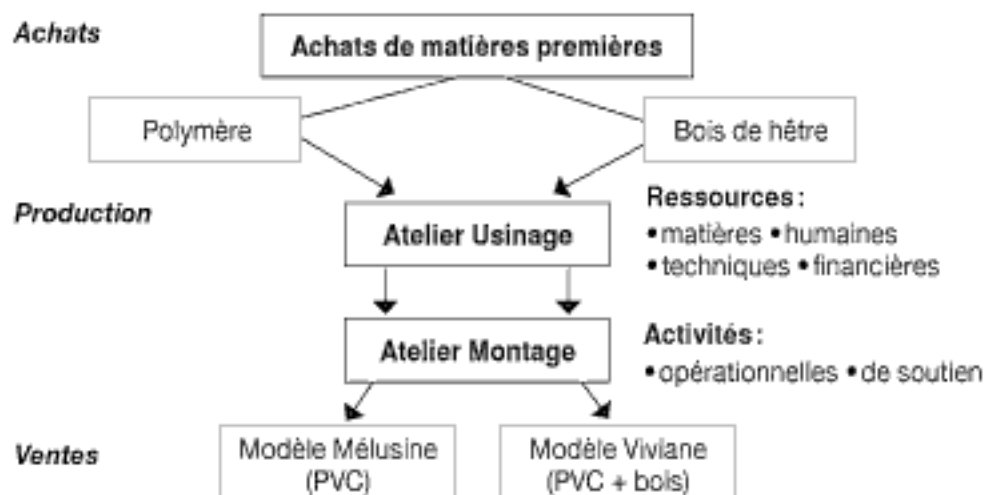 Achats
Achats de matières premières
Polymère
Bois de hêtre
Production
Atelier Usinage
Ressources :
• matières • humaines
• techniques • financières
Atelier Montage
Activités :
• opérationnelles • de soutien
Ventes
Modèle Mélusine
(PVC)
Modèle Viviane
(PVC + bois)